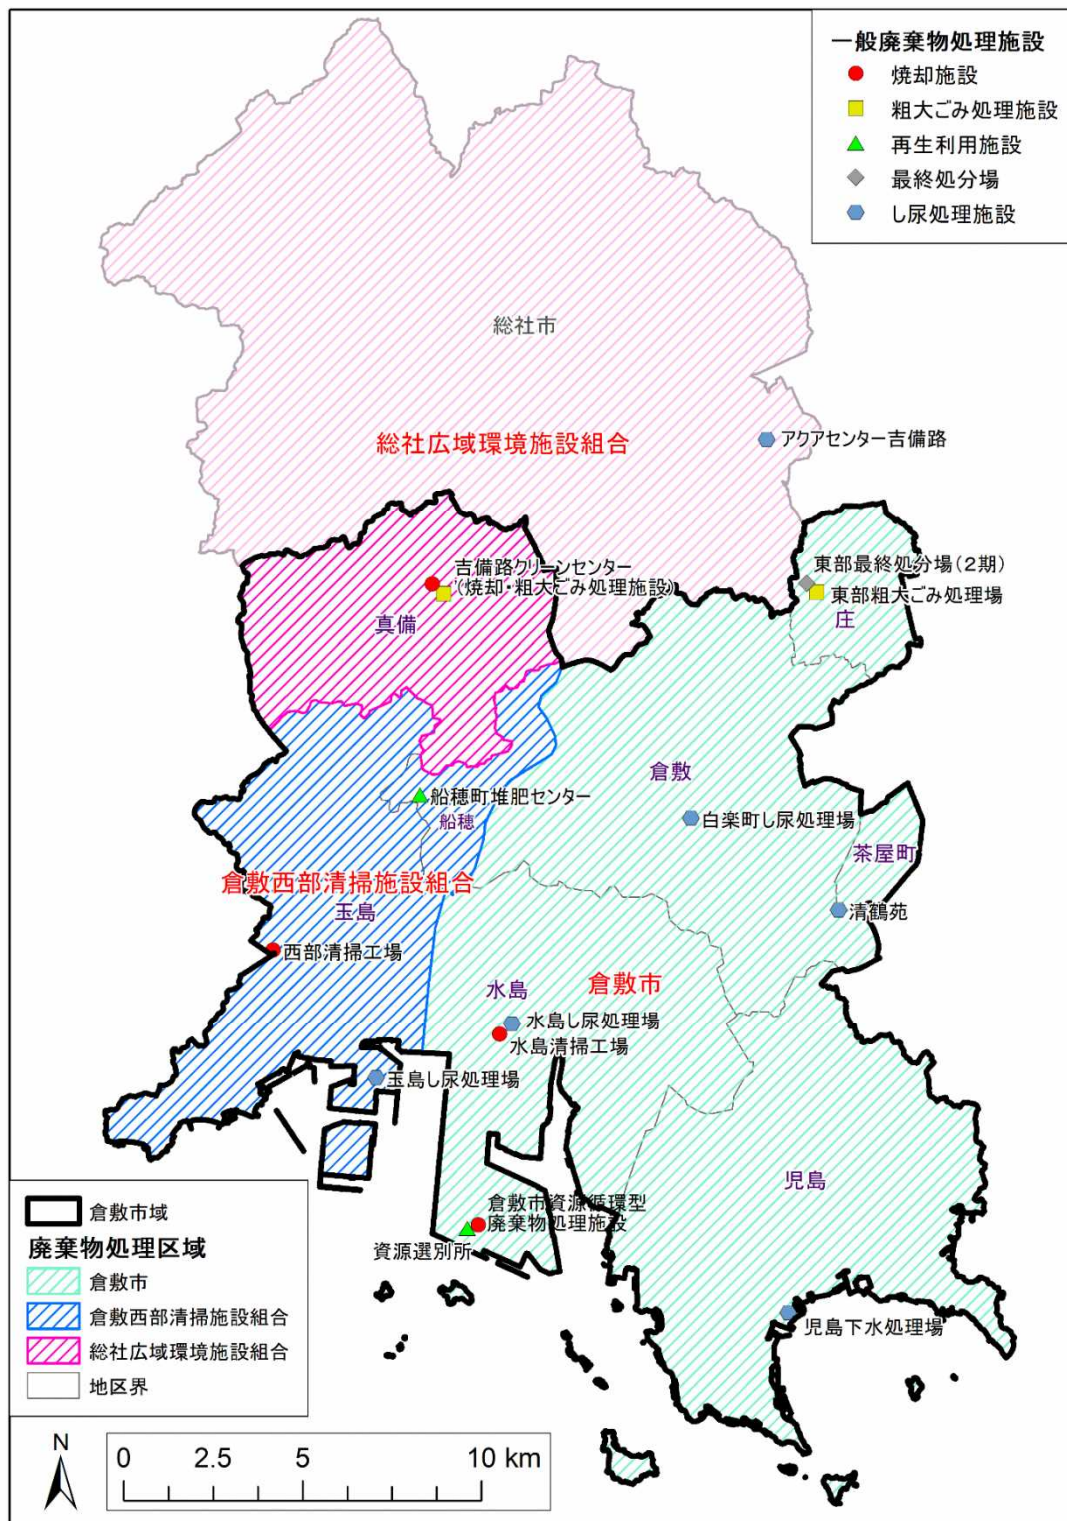 一般廃棄物処理施設
焼却施設
粗大ごみ処理施設
再生利用施設
最終処分場
し尿処理施設
総社市
総社広域環境施設組合
アクアセンター吉備路
吉備路クリーンセンター
(焼却・粗大ごみ処理施設)
真備
東部最終処分場(2期)
東部粗大ごみ処理場
庄
倉敷
船穂町堆肥センター
船穂
白楽町し尿処理場
茶屋町
倉敷西部清掃施設組合
玉島
清鶴苑
西部清掃工場
水島
倉敷市
水島し尿処理場
水島清掃工場
玉島し尿処理場
児島
倉敷市資源循環型
廃棄物処理施設
資源選別所
児島下水処理場
倉敷市域
廃棄物処理区域
倉敷市
倉敷西部清掃施設組合
総社広域環境施設組合
地区界
N
0 2.5 5 10 km